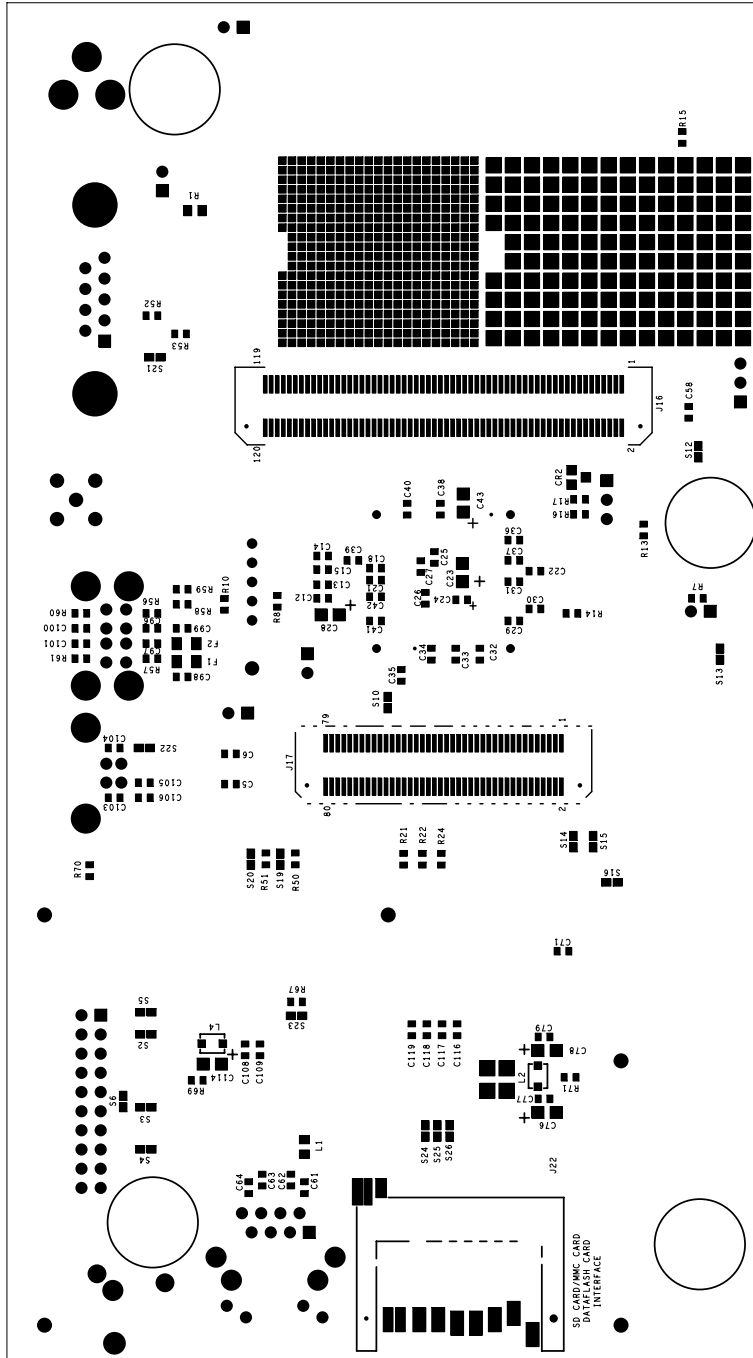 R15
R1
R52
R53
S21
119
1
J16
120
2
C58
S12
C40
C38
C43
CR2
R17
R16
R13
C14
C39
C15
C18
C36
C37
C25
C27
C23
C22
C13
C12
C21
C42
C26
C24
C31
C30
C29
C28
C41
R10
R8
R14
R7
S13
R59
R56
R58
R60
C96
C100
C99
C101
C97
F2
F1
R61
R57
C98
C34
C33
C32
C35
S10
79
1
J17
80
2
C104
S22
C6
C5
C105
C106
C103
R70
S20
R51
S19
R50
R21
R22
R24
S14
S15
S16
C71
R67
S23
S5
S2
L4
C108
C109
C114
R69
S6
S3
S4
C119
C118
C117
C116
C79
C78
L2
R71
C77
C76
S24
S25
S26
J22
L1
C64
C63
C62
C61
SD CARD/MMC CARD
DATAFLASH CARD
INTERFACE